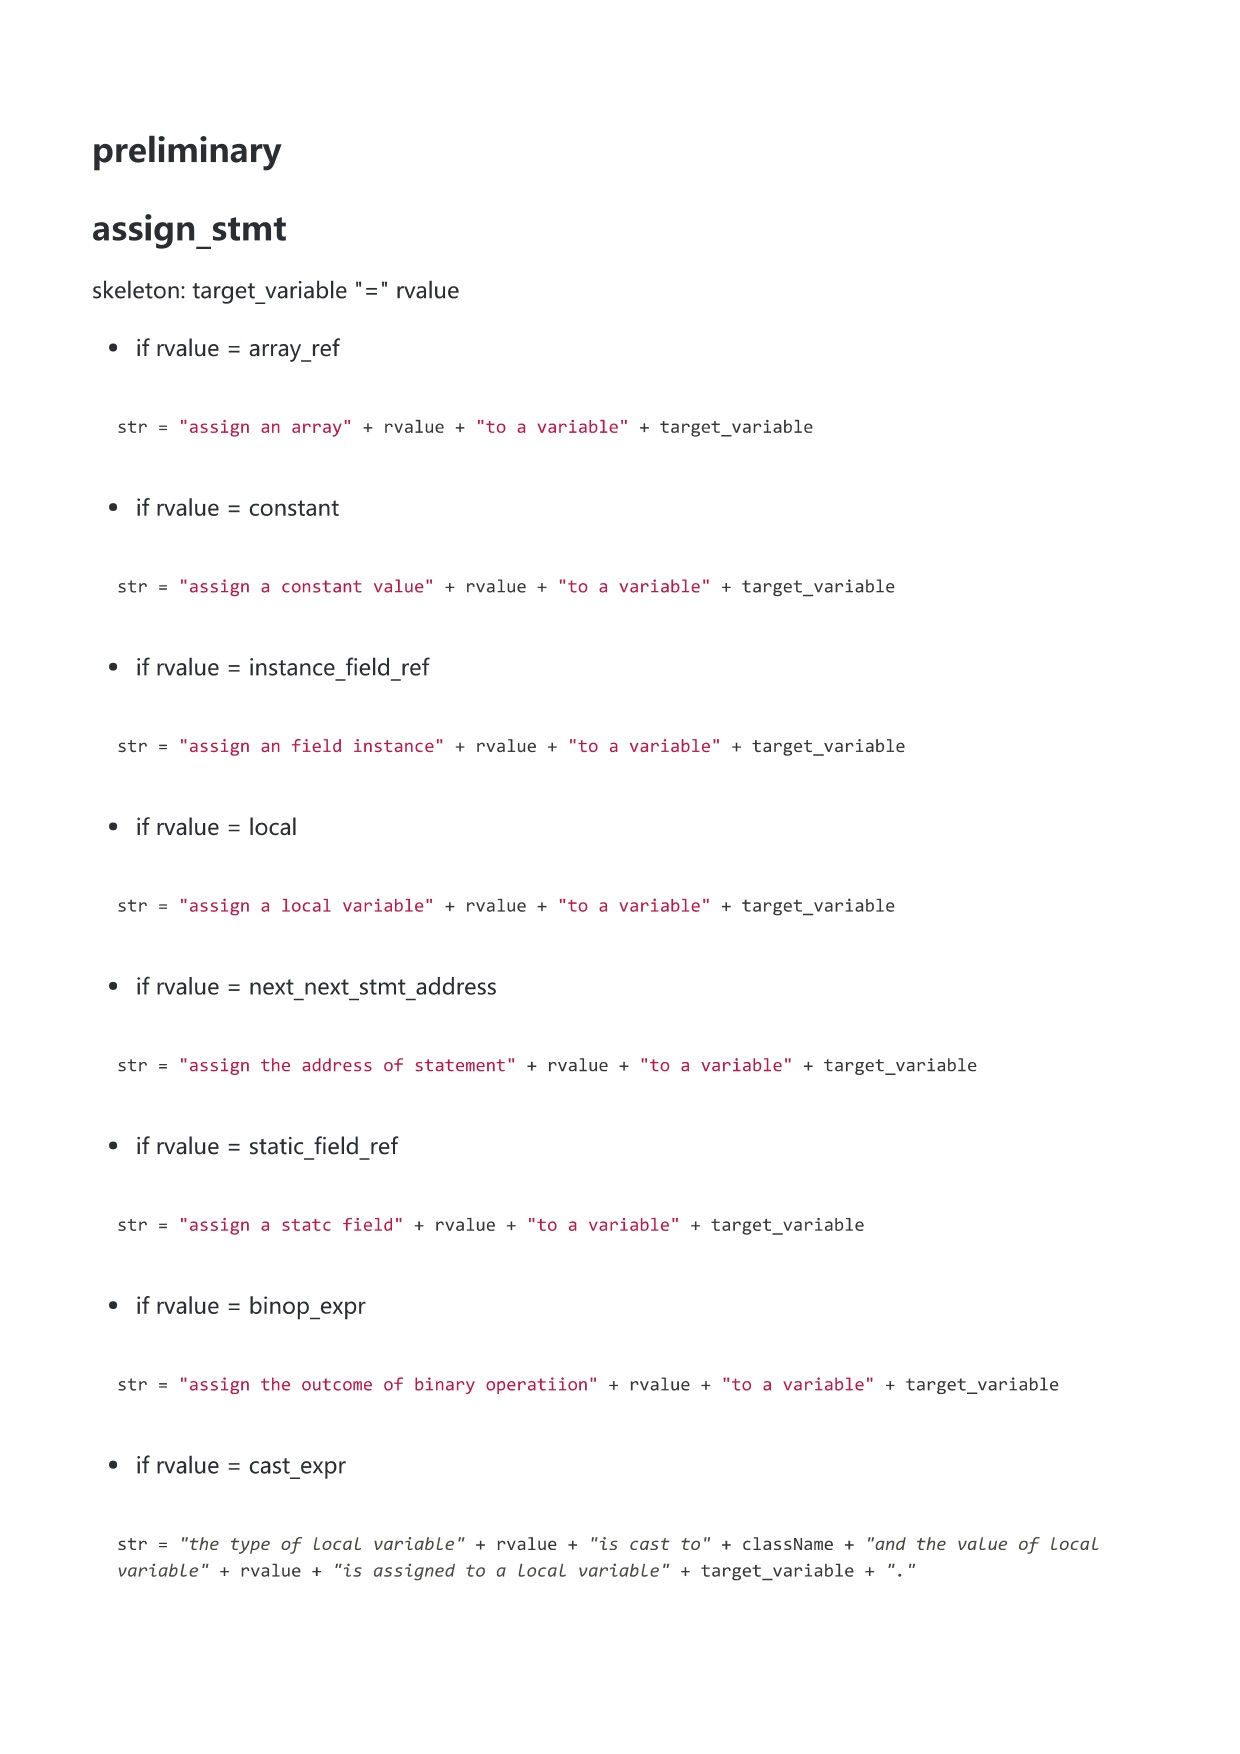 preliminary
assign_stmt
skeleton: target_variable "=" rvalue
• if rvalue = array_ref
str = "assign an array" + rvalue + "to a variable" + target_variable
• if rvalue = constant
str = "assign a constant value" + rvalue + "to a variable" + target_variable
• if rvalue = instance_field_ref
str = "assign an field instance" + rvalue + "to a variable" + target_variable
• if rvalue = local
str = "assign a local variable" + rvalue + "to a variable" + target_variable
• if rvalue = next_next_stmt_address
str = "assign the address of statement" + rvalue + "to a variable" + target_variable
• if rvalue = static_field_ref
str = "assign a statc field" + rvalue + "to a variable" + target_variable
• if rvalue = binop_expr
str = "assign the outcome of binary operatiion" + rvalue + "to a variable" + target_variable
• if rvalue = cast_expr
str = "the type of local variable" + rvalue + "is cast to" + className + "and the value of local
variable" + rvalue + "is assigned to a local variable" + target_variable + "."